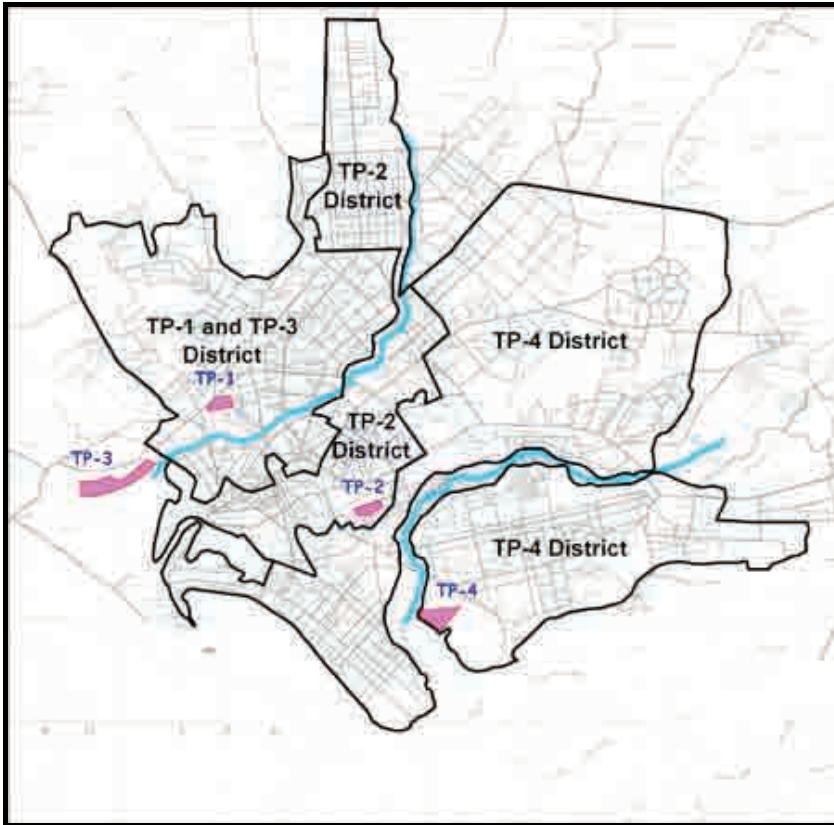 TP-2
District
TP-1 and TP-3
District
TP-4 District
TP-1
TP-2
District
TP-3
TP-2
TP-4 District
TP-4